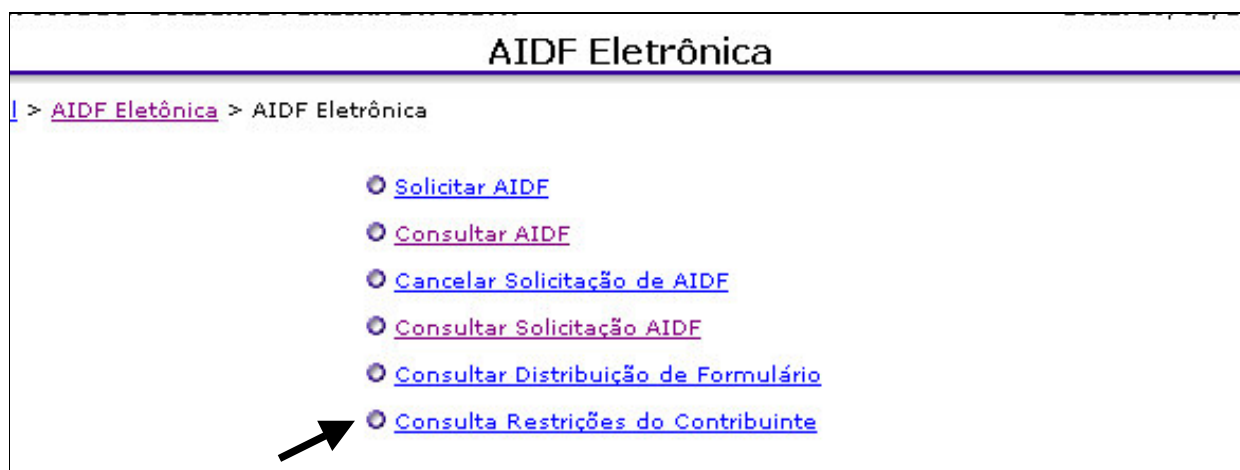 AIDF Eletrônica
l > AIDF Eletônica > AIDF Eletrônica
Solicitar AIDF
Consultar AIDF
Cancelar Solicitação de AIDF
Consultar Solicitação AIDF
Consultar Distribuição de Formulário
Consulta Restrições do Contribuinte